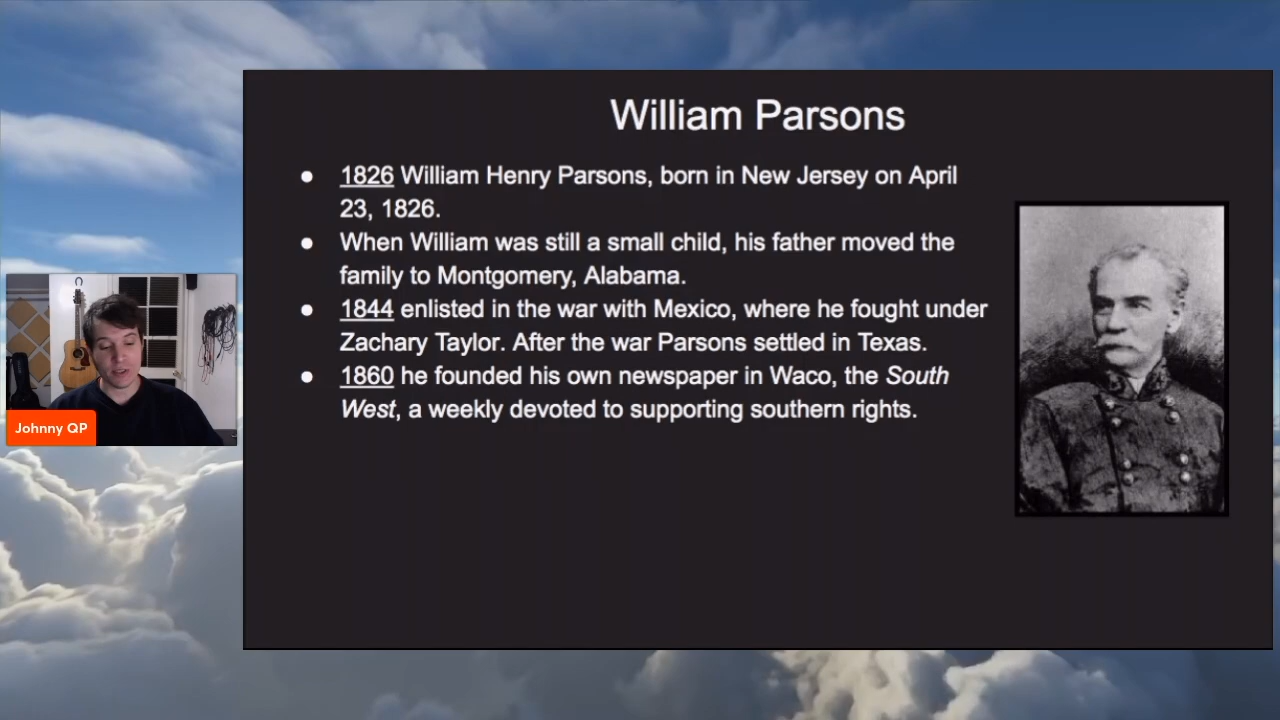 William Parsons
● 1826 William Henry Parsons, born in New Jersey on April
23, 1826.
● When William was still a small child, his father moved the
family to Montgomery, Alabama.
● 1844 enlisted in the war with Mexico, where he fought under
Zachary Taylor. After the war Parsons settled in Texas.
● 1860 he founded his own newspaper in Waco, the South
West, a weekly devoted to supporting southern rights.
Johnny QP